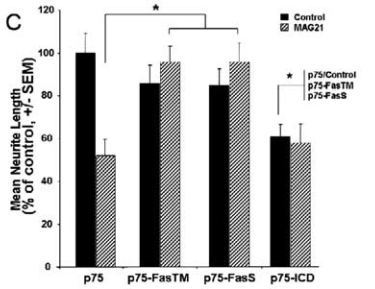 C
*
Control
MAG21
Mean Neurite Length
(% of control, +/- SEM)
120
100
80
60
40
20
0
* p75/Control
p75-FasTM
p75-FasS
p75 p75-FasTM p75-FasS p75-ICD